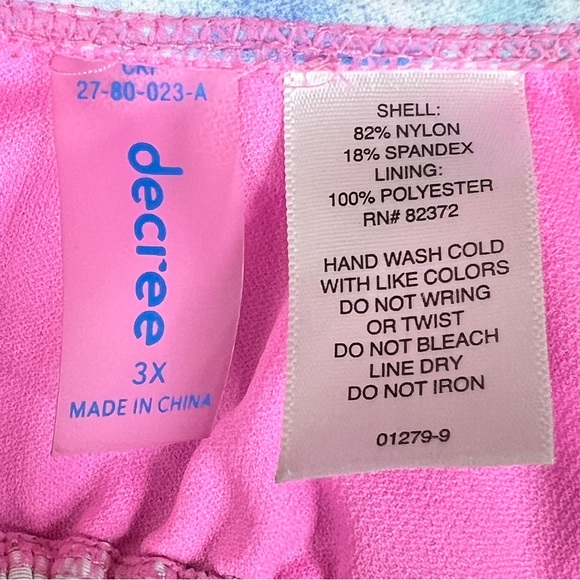 27-80-023-A
decree
3X
MADE IN CHINA
SHELL:
82% NYLON
18% SPANDEX
LINING:
100% POLYESTER
RN# 82372
HAND WASH COLD
WITH LIKE COLORS
DO NOT WRING
OR TWIST
DO NOT BLEACH
LINE DRY
DO NOT IRON
01279-9